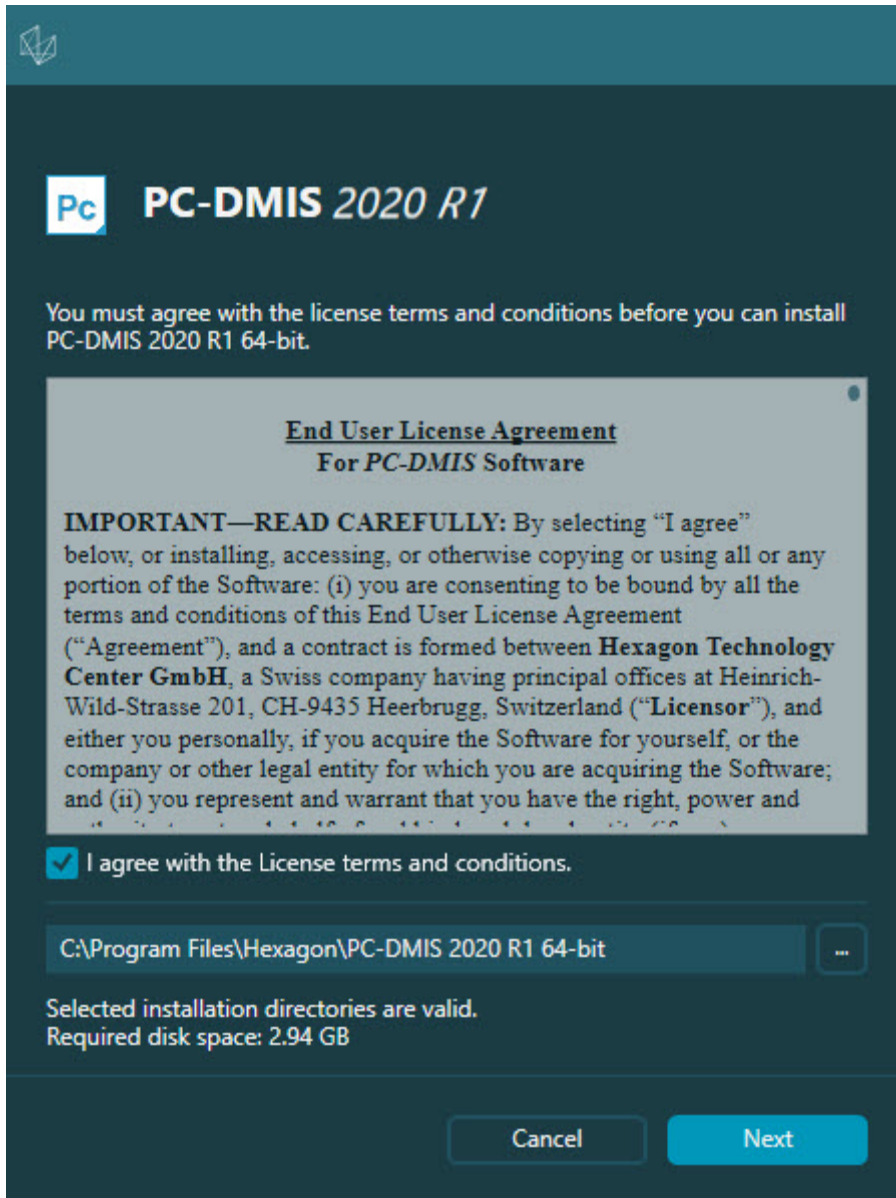 Pc
PC-DMIS 2020 R1
You must agree with the license terms and conditions before you can install
PC-DMIS 2020 R1 64-bit.
End User License Agreement
For PC-DMIS Software
IMPORTANT—READ CAREFULLY: By selecting “I agree”
below, or installing, accessing, or otherwise copying or using all or any
portion of the Software: (i) you are consenting to be bound by all the
terms and conditions of this End User License Agreement
(“Agreement”), and a contract is formed between Hexagon Technology
Center GmbH, a Swiss company having principal offices at Heinrich-
Wild-Strasse 201, CH-9435 Heerbrugg, Switzerland (“Licensor”), and
either you personally, if you acquire the Software for yourself, or the
company or other legal entity for which you are acquiring the Software;
and (ii) you represent and warrant that you have the right, power and
I agree with the License terms and conditions.
C:\Program Files\Hexagon\PC-DMIS 2020 R1 64-bit
...
Selected installation directories are valid.
Required disk space: 2.94 GB
Cancel
Next